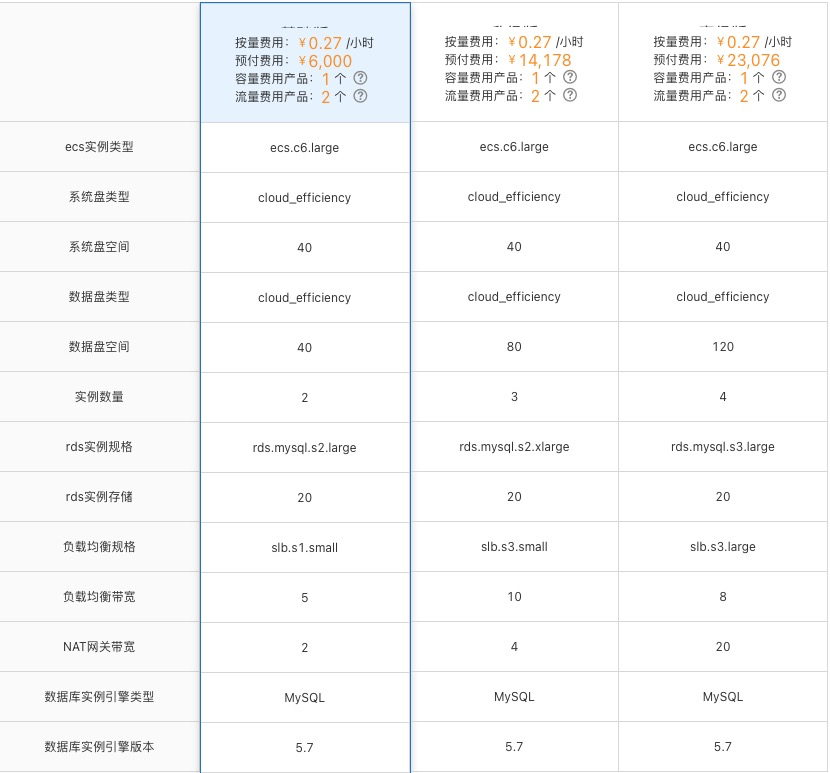 按量费用: ¥0.27 /小时 按量费用: ¥0.27 /小时 按量费用: ¥0.27 /小时
预付费用: ¥6,000 预付费用: ¥14,178 预付费用: ¥23,076
容量费用产品: 1 个 ? 容量费用产品: 1 个 ? 容量费用产品: 1 个 ?
流量费用产品: 2 个 ? 流量费用产品: 2 个 ? 流量费用产品: 2 个 ?
ecs实例类型 ecs.c6.large ecs.c6.large ecs.c6.large
系统盘类型 cloud_efficiency cloud_efficiency cloud_efficiency
系统盘空间 40 40 40
数据盘类型 cloud_efficiency cloud_efficiency cloud_efficiency
数据盘空间 40 80 120
实例数量 2 3 4
rds实例规格 rds.mysql.s2.large rds.mysql.s2.xlarge rds.mysql.s3.large
rds实例存储 20 20 20
负载均衡规格 slb.s1.small slb.s3.small slb.s3.large
负载均衡带宽 5 10 8
NAT网关带宽 2 4 20
数据库实例引擎类型 MySQL MySQL MySQL
数据库实例引擎版本 5.7 5.7 5.7